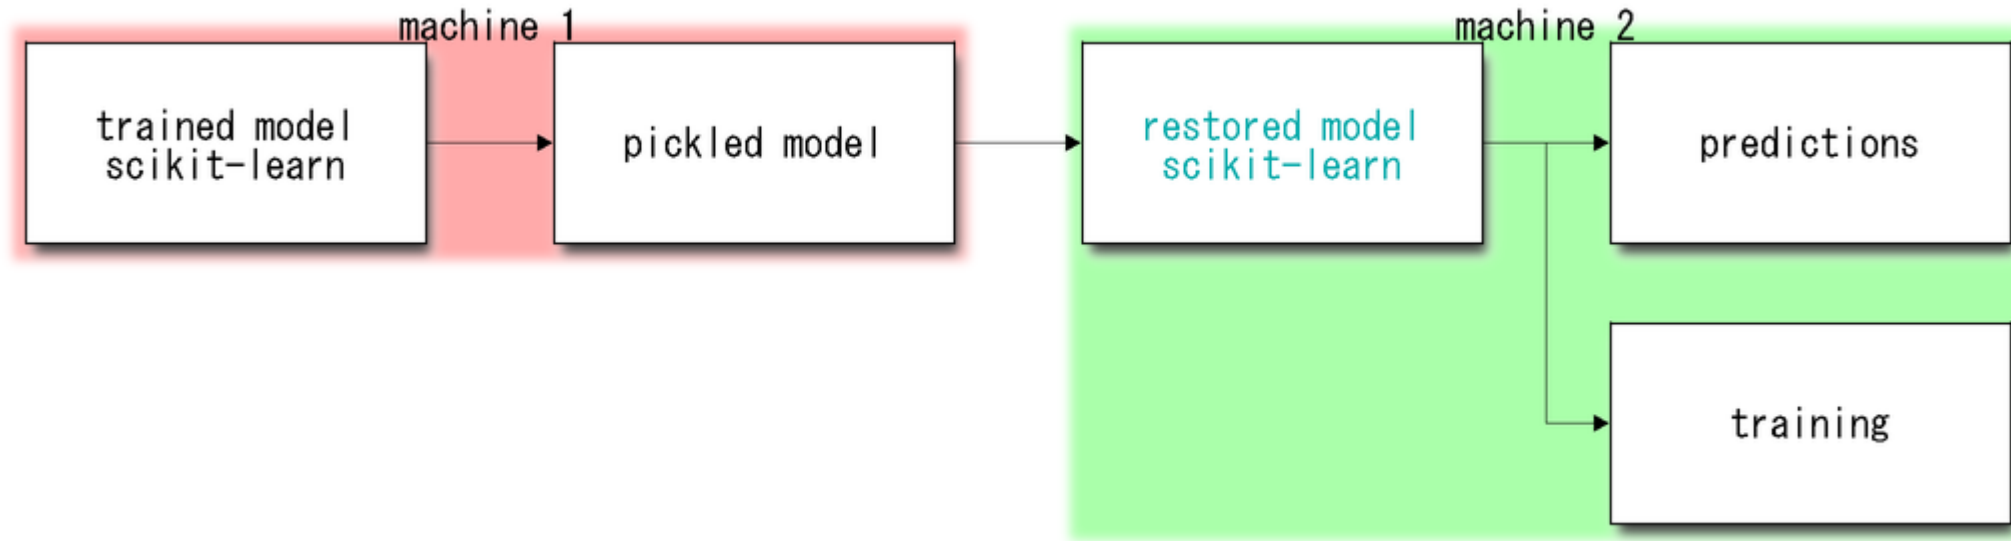 machine 1
machine 2
trained model
scikit-learn
pickled model
restored model
scikit-learn
predictions
training